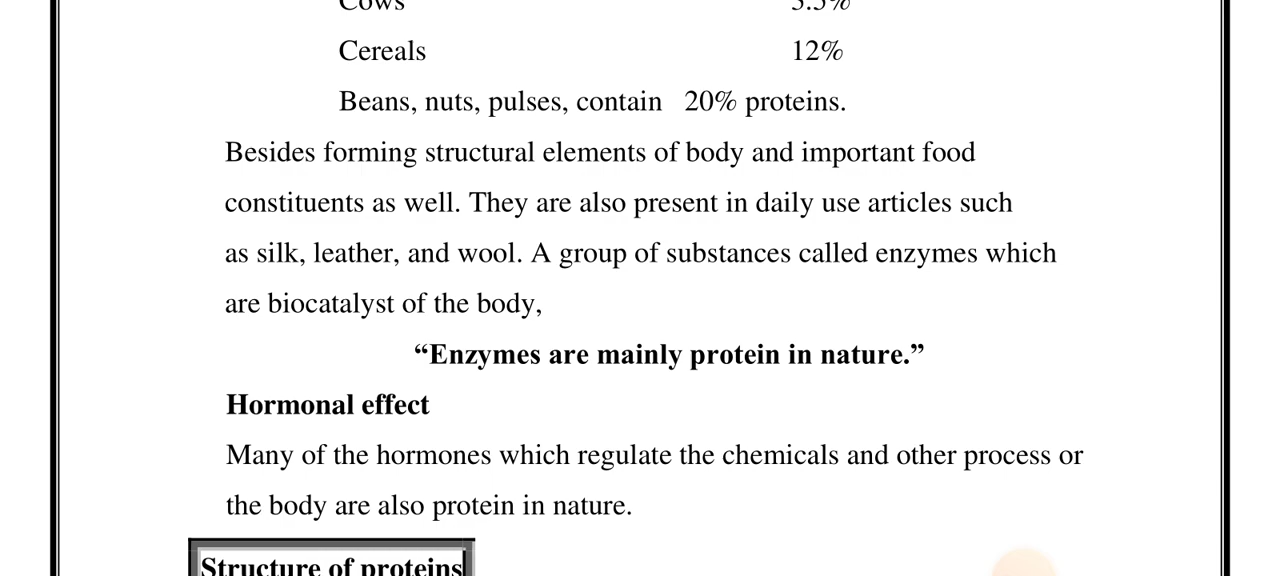 Cows 3.5%
Cereals 12%
Beans, nuts, pulses, contain 20% proteins.
Besides forming structural elements of body and important food
constituents as well. They are also present in daily use articles such
as silk, leather, and wool. A group of substances called enzymes which
are biocatalyst of the body,
“Enzymes are mainly protein in nature.”
Hormonal effect
Many of the hormones which regulate the chemicals and other process or
the body are also protein in nature.
Structure of proteins